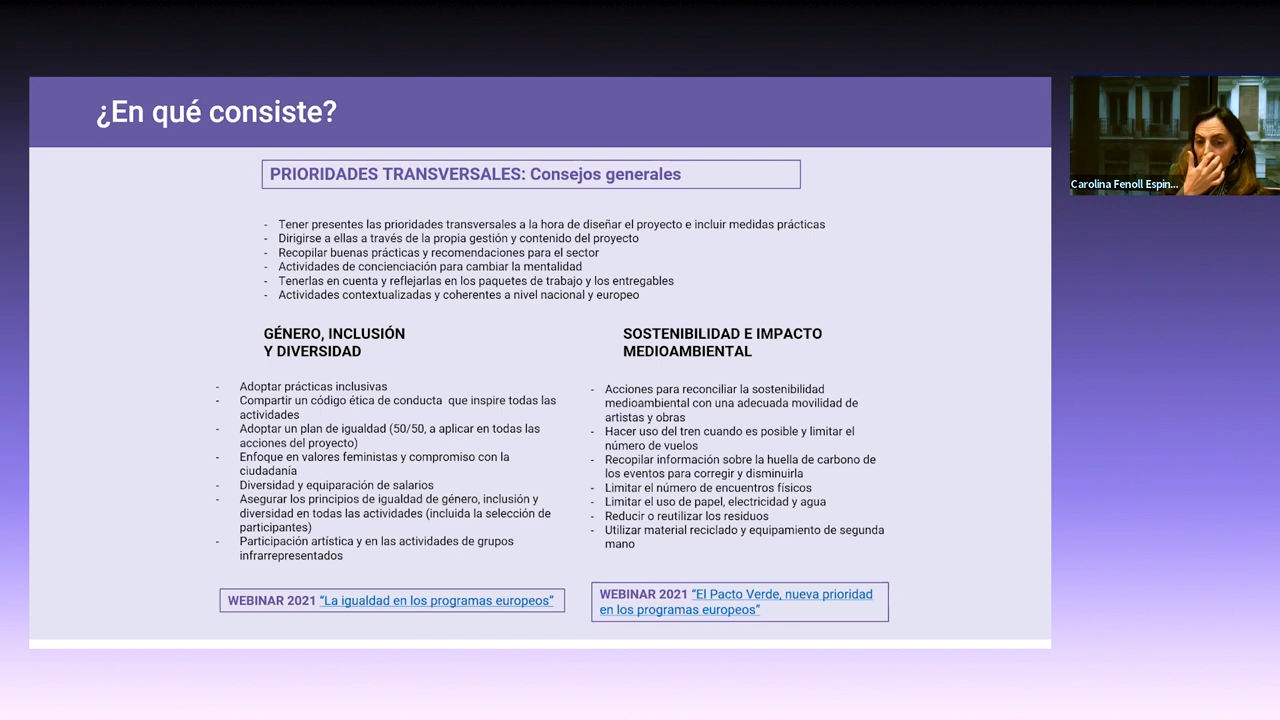 ¿En qué consiste?
PRIORIDADES TRANSVERSALES: Consejos generales
- Tener presentes las prioridades transversales a la hora de diseñar el proyecto e incluir medidas prácticas
- Dirigirse a ellas a través de la propia gestión y contenido del proyecto
- Recopilar buenas prácticas y recomendaciones para el sector
- Actividades de concienciación para cambiar la mentalidad
- Tenerlas en cuenta y reflejarlas en los paquetes de trabajo y los entregables
- Actividades contextualizadas y coherentes a nivel nacional y europeo
GÉNERO, INCLUSIÓN
Y DIVERSIDAD
- Adoptar prácticas inclusivas
- Compartir un código ética de conducta que inspire todas las
actividades
- Adoptar un plan de igualdad (50/50, a aplicar en todas las
acciones del proyecto)
- Enfoque en valores feministas y compromiso con la
ciudadanía
- Diversidad y equiparación de salarios
- Asegurar los principios de igualdad de género, inclusión y
diversidad en todas las actividades (incluida la selección de
participantes)
- Participación artística y en las actividades de grupos
infrarrepresentados
WEBINAR 2021 “La igualdad en los programas europeos”
SOSTENIBILIDAD E IMPACTO
MEDIOAMBIENTAL
- Acciones para reconciliar la sostenibilidad
medioambiental con una adecuada movilidad de
artistas y obras
- Hacer uso del tren cuando es posible y limitar el
número de vuelos
- Recopilar información sobre la huella de carbono de
los eventos para corregir y disminuirla
- Limitar el número de encuentros físicos
- Limitar el uso de papel, electricidad y agua
- Reducir o reutilizar los residuos
- Utilizar material reciclado y equipamiento de segunda
mano
WEBINAR 2021 “El Pacto Verde, nueva prioridad
en los programas europeos”
Carolina Fenoll Espin...